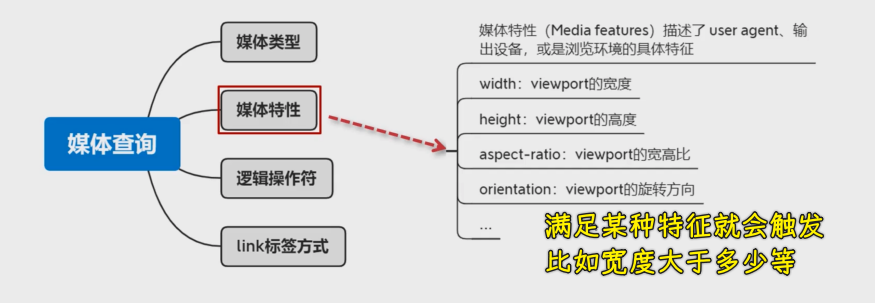 媒体查询
媒体类型
媒体特性
逻辑操作符
link标签方式
媒体特性（Media features）描述了 user agent、输
出设备，或是浏览环境的具体特征
width：viewport的宽度
height：viewport的高度
aspect-ratio：viewport的宽高比
orientation：viewport的旋转方向
...
满足某种特征就会触发
比如宽度大于多少等